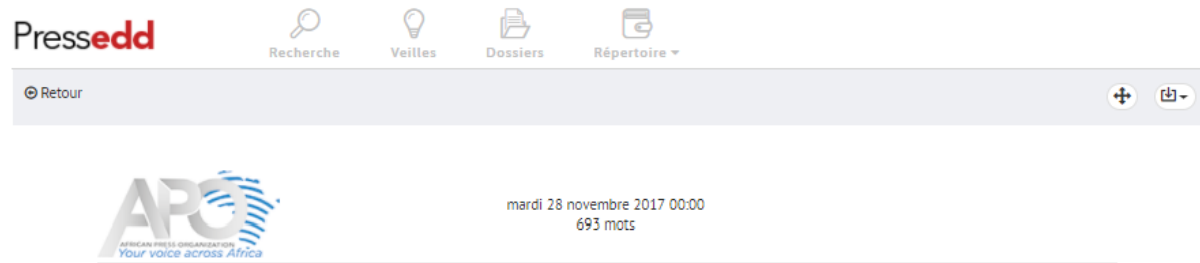 Pressedd
Recherche
Veilles
Dossiers
Répertoire
Retour
mardi 28 novembre 2017 00:00
693 mots
APO
AFRICAN PRESS ORGANIZATION
Your voice across Africa